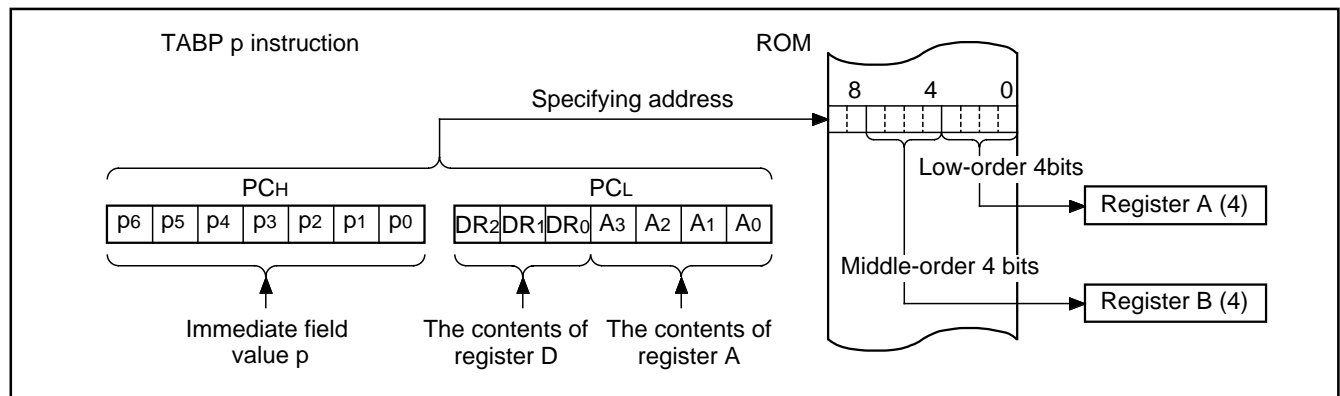 TABP p instruction
ROM
8 4 0
Specifying address
Low-order 4bits
PCH PCL
p6 p5 p4 p3 p2 p1 p0 DR2 DR1 DR0 A3 A2 A1 A0
Register A (4)
Middle-order 4 bits
Register B (4)
Immediate field
value p
The contents of
register D
The contents of
register A